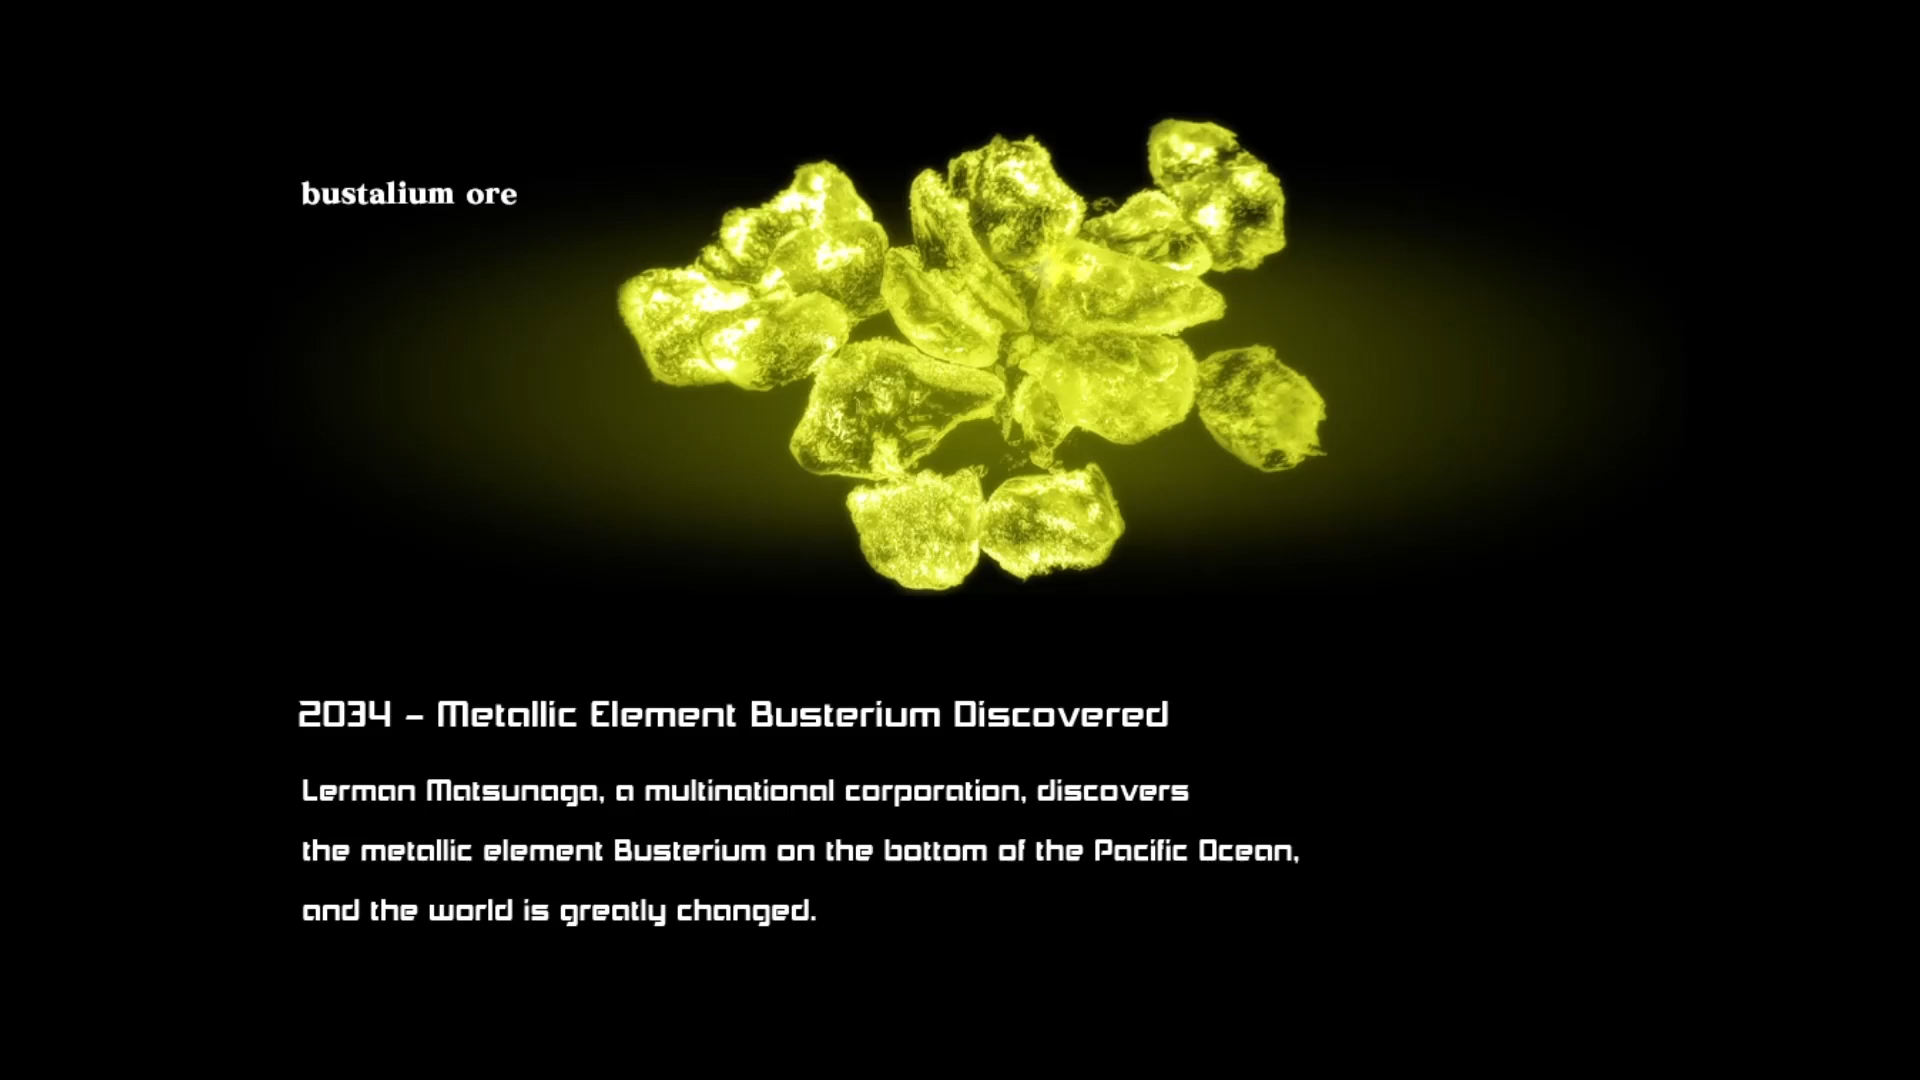 bustalium ore
2034 – Metallic Element Busterium Discovered
Lerman Matsunaga, a multinational corporation, discovers
the metallic element Busterium on the bottom of the Pacific Ocean,
and the world is greatly changed.